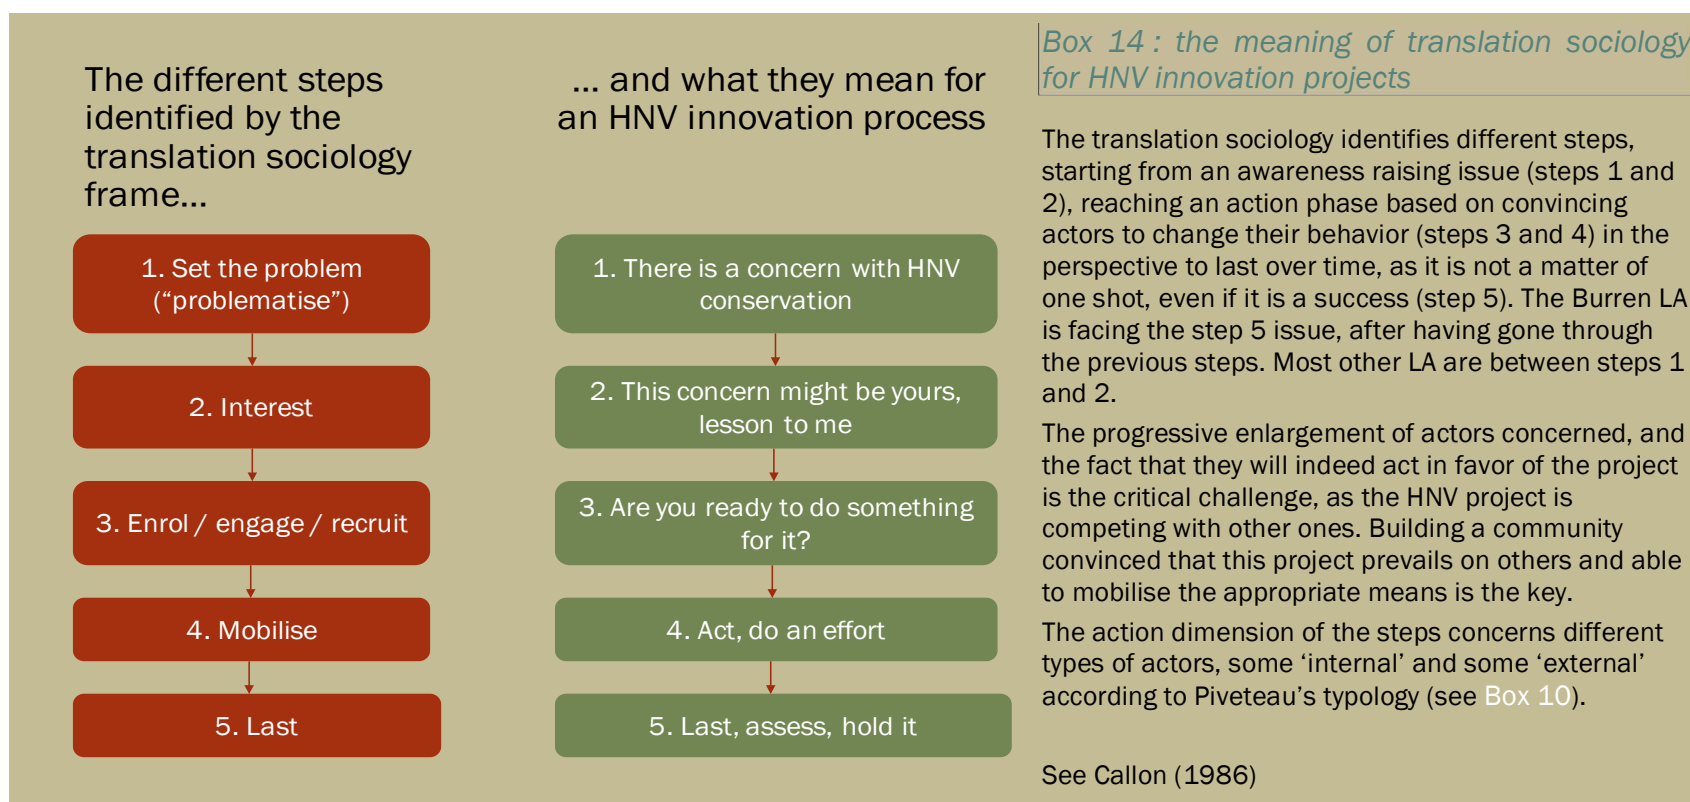 The different steps
identified by the
translation sociology
frame...
1. Set the problem
(“problematise”)
2. Interest
3. Enrol / engage / recruit
4. Mobilise
5. Last
... and what they mean for
an HNV innovation process
1. There is a concern with HNV
conservation
2. This concern might be yours,
lesson to me
3. Are you ready to do something
for it?
4. Act, do an effort
5. Last, assess, hold it
Box 14 : the meaning of translation sociology
for HNV innovation projects
The translation sociology identifies different steps,
starting from an awareness raising issue (steps 1 and
2), reaching an action phase based on convincing
actors to change their behavior (steps 3 and 4) in the
perspective to last over time, as it is not a matter of
one shot, even if it is a success (step 5). The Burren LA
is facing the step 5 issue, after having gone through
the previous steps. Most other LA are between steps 1
and 2.
The progressive enlargement of actors concerned, and
the fact that they will indeed act in favor of the project
is the critical challenge, as the HNV project is
competing with other ones. Building a community
convinced that this project prevails on others and able
to mobilise the appropriate means is the key.
The action dimension of the steps concerns different
types of actors, some ‘internal’ and some ‘external’
according to Piveteau’s typology (see Box 10).
See Callon (1986)